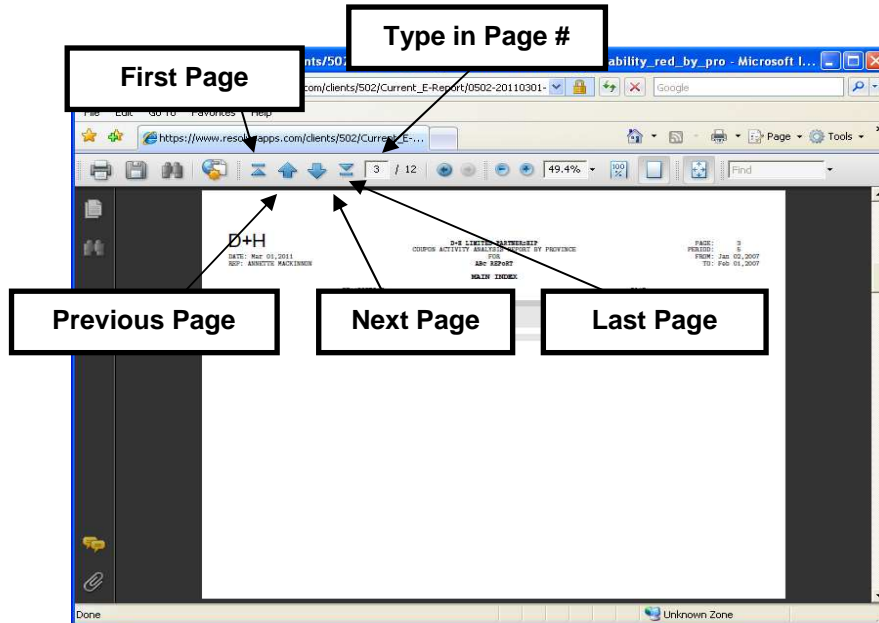 Type in Page #
First Page
ability_red_by_pro - Microsoft I...
com/clients/502/Current_E-Report/0502-20110301-
Google
Help
https://www.resolveapps.com/clients/502/Current_E-...
Page
Tools
3 / 12
49.4%
Find
D+H
D+H LIMITED PARTNERSHIP
PAGE: 3
COUPON ACTIVITY ANALYSIS REPORT BY PROVINCE
PERIOD: 5
DATE: Mar 01,2011
FOR
FROM: Jan 02,2007
REP: ANNETTE MACKINNON
ABc REPORT
TO: Feb 01,2007
MAIN INDEX
Previous Page
Next Page
Last Page
Done
Unknown Zone